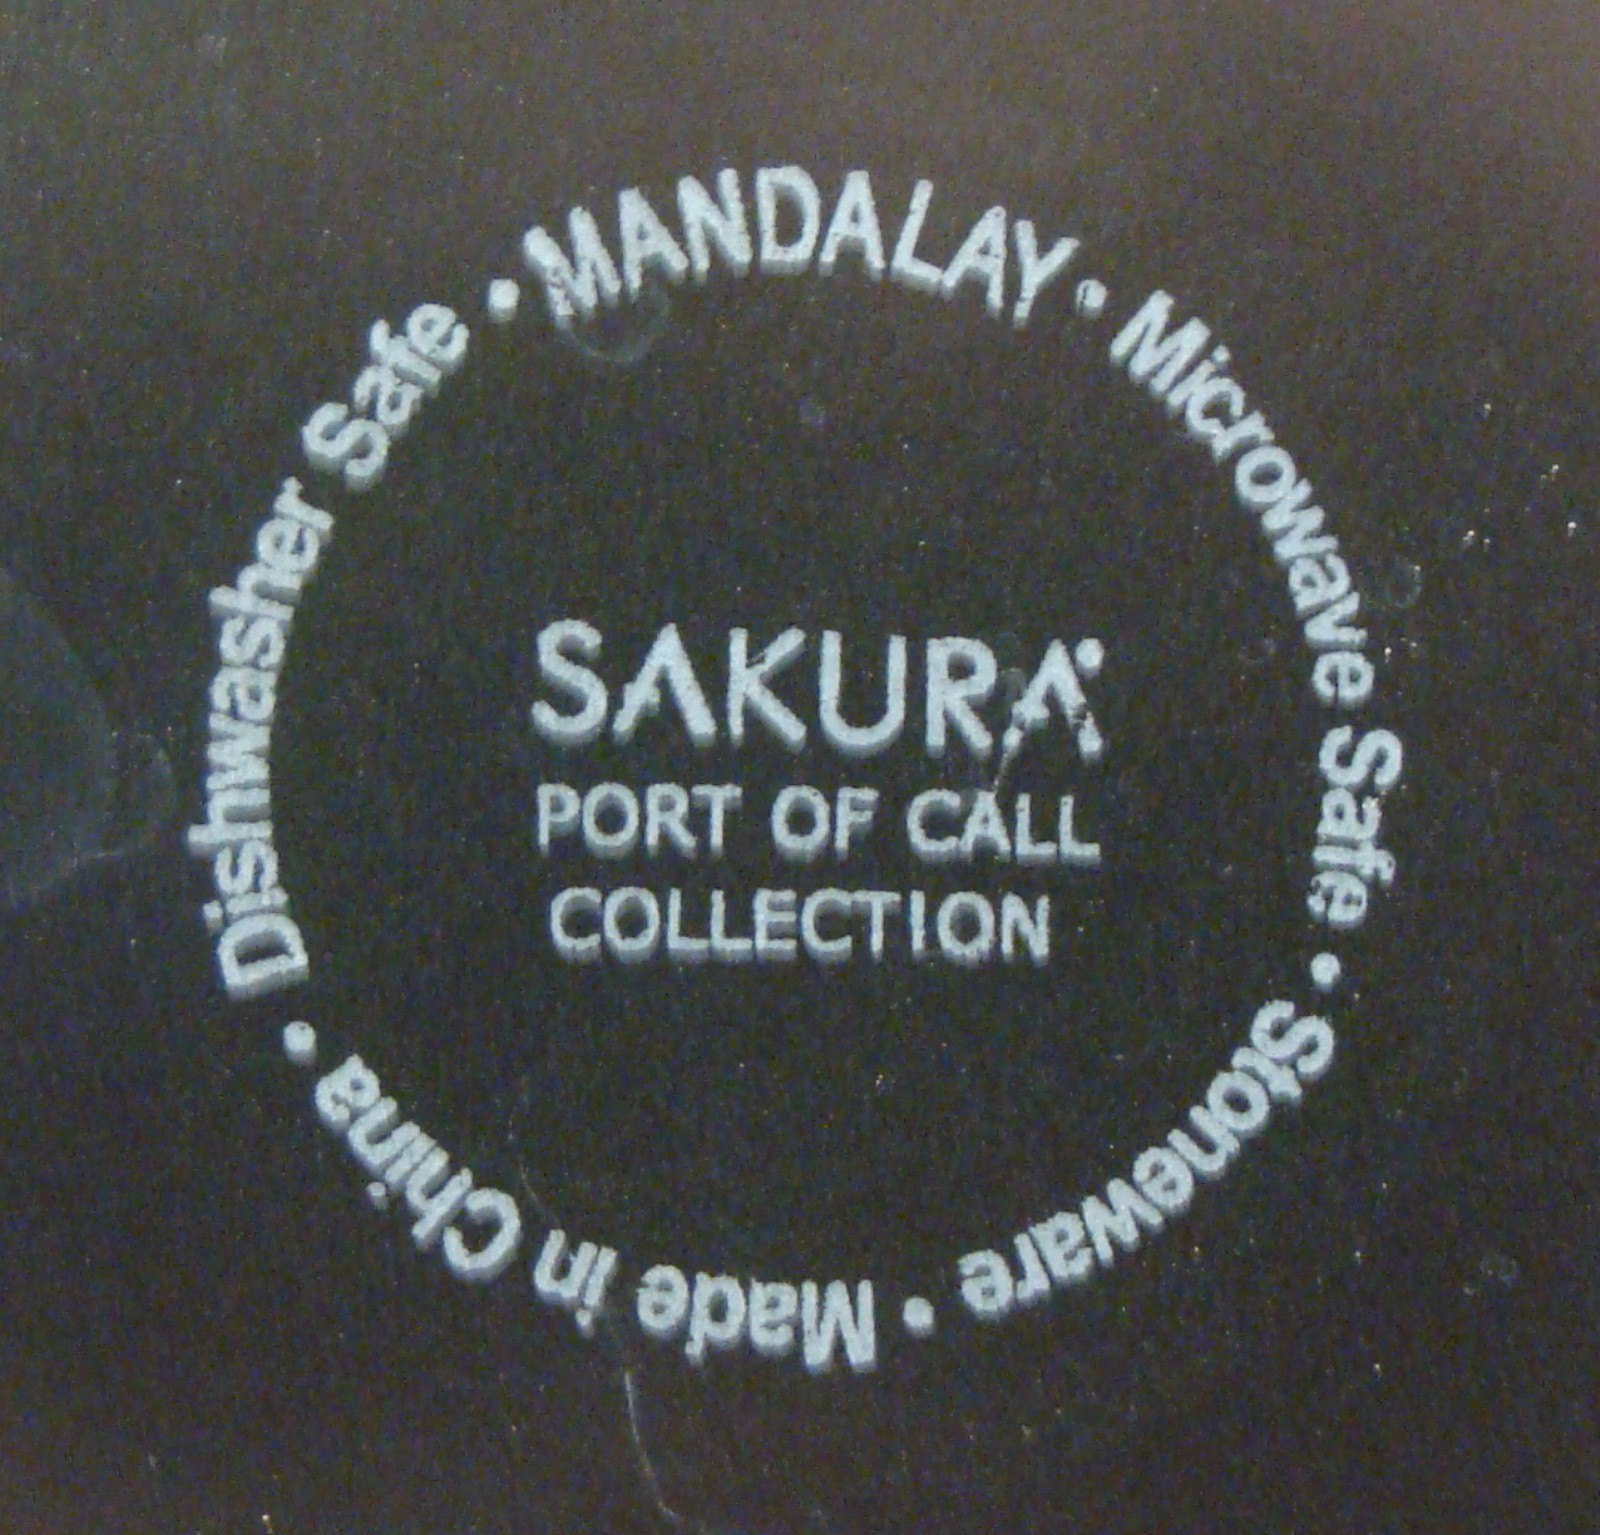 • MANDALAY • Microwave Safe • Stoneware • Made in China • Dishwasher Safe
SAKURA
PORT OF CALL
COLLECTION